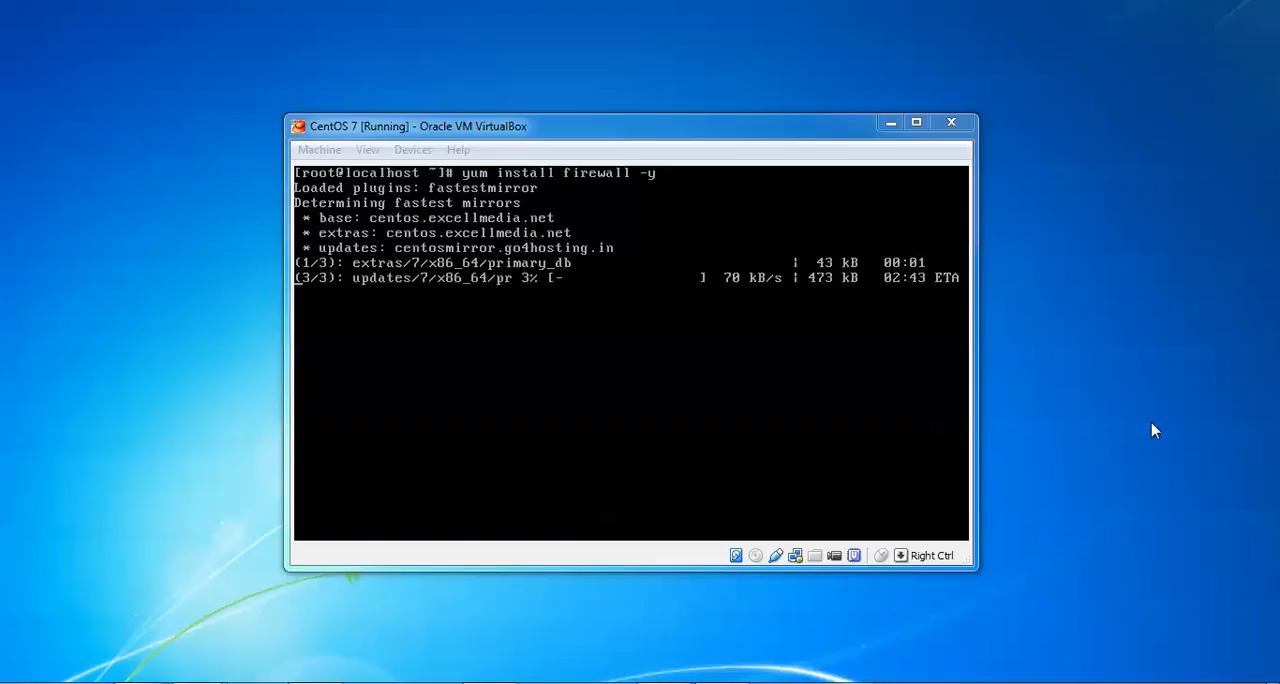 CentOS 7 [Running] - Oracle VM VirtualBox
Machine View Devices Help
[root@localhost ~]# yum install firewall -y
Loaded plugins: fastestmirror
Determining fastest mirrors
 * base: centos.excellmedia.net
 * extras: centos.excellmedia.net
 * updates: centosmirror.go4hosting.in
(1/3): extras/7/x86_64/primary_db | 43 kB 00:01
(3/3): updates/7/x86_64/pr 3% [- ] 70 kB/s | 473 kB 02:43 ETA
Right Ctrl